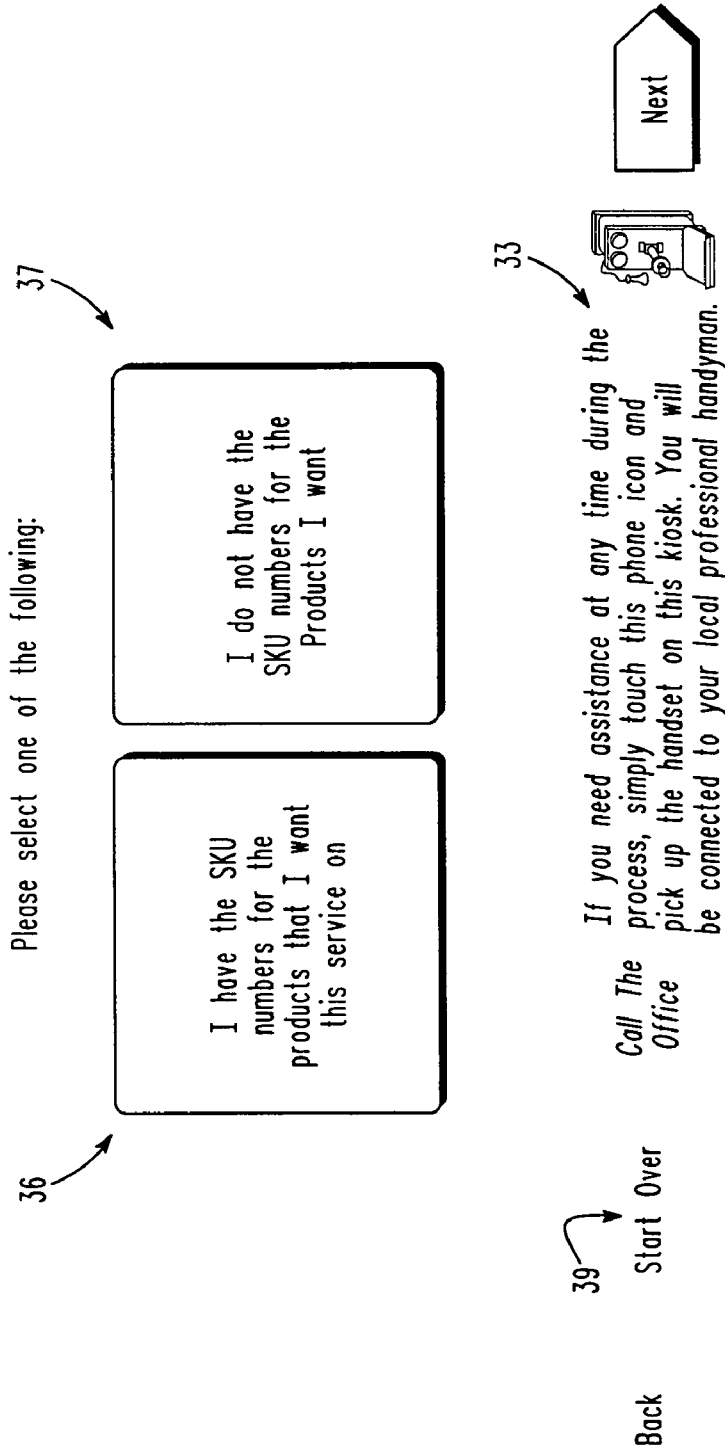 Please select one of the following:
36
I have the SKU
numbers for the
products that I want
this service on
37
I do not have the
SKU numbers for the
Products I want
39
Back
Start Over
Call The
Office
33
If you need assistance at any time during the
process, simply touch this phone icon and
pick up the handset on this kiosk. You will
be connected to your local professional handyman.
Next